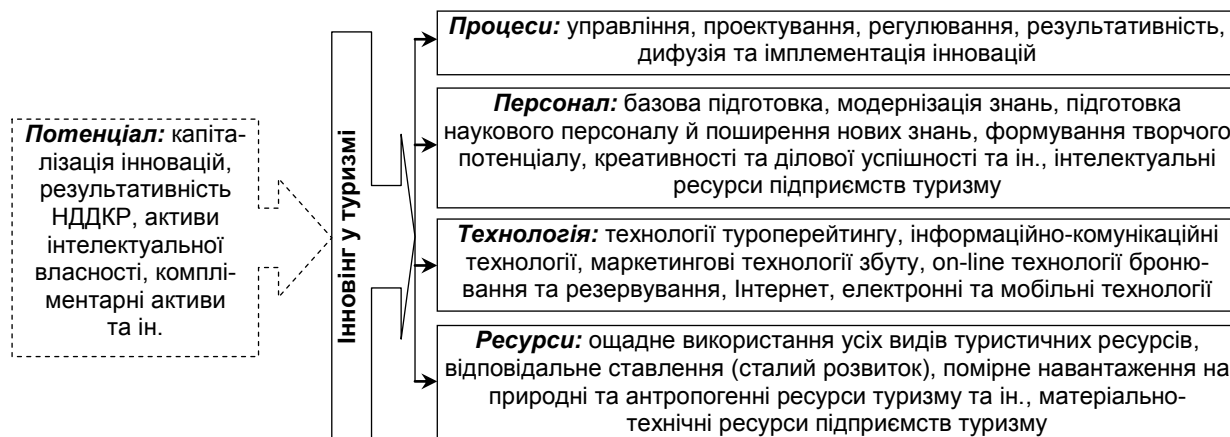 Потенціал: капіта-
лізація інновацій,
результативність
НДДКР, активи
інтелектуальної
власності, комплі-
ментарні активи
та ін.
Інновінг у туризмі
Процеси: управління, проектування, регулювання, результативність,
дифузія та імплементація інновацій
Персонал: базова підготовка, модернізація знань, підготовка
наукового персоналу й поширення нових знань, формування творчого
потенціалу, креативності та ділової успішності та ін., інтелектуальні
ресурси підприємств туризму
Технологія: технології туроперейтингу, інформаційно-комунікаційні
технології, маркетингові технології збуту, on-line технології броню-
вання та резервування, Інтернет, електронні та мобільні технології
Ресурси: ощадне використання усіх видів туристичних ресурсів,
відповідальне ставлення (сталий розвиток), помірне навантаження на
природні та антропогенні ресурси туризму та ін., матеріально-
технічні ресурси підприємств туризму